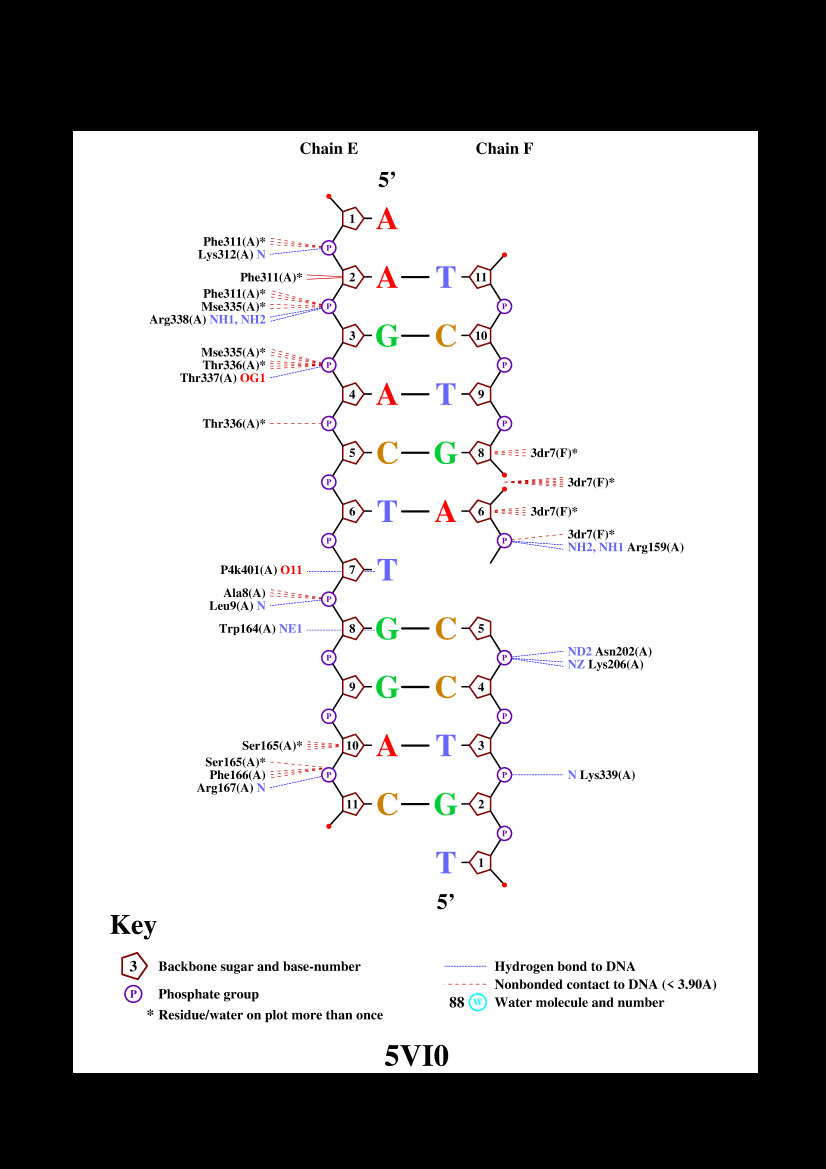 Chain E Chain F
5’
1 A
Phe311(A)* P
Lys312(A) N
Phe311(A)* 2 A T 11
Phe311(A)*
Mse335(A)* P P
Arg338(A) NH1, NH2
3 G C 10
Mse335(A)*
Thr336(A)* P P
Thr337(A) OG1
4 A T 9
Thr336(A)* P P
5 C G 8 3dr7(F)*
P 3dr7(F)*
6 T A 6 3dr7(F)*
3dr7(F)*
P P NH2, NH1 Arg159(A)
P4k401(A) O11 7 T
Ala8(A) P
Leu9(A) N
Trp164(A) NE1 8 G C 5
P P ND2 Asn202(A)
NZ Lys206(A)
9 G C 4
P P
Ser165(A)* 10 A T 3
Ser165(A)*
Phe166(A) P P N Lys339(A)
Arg167(A) N
11 C G 2
P
T 1
5’
Key
3 Backbone sugar and base-number
P Phosphate group
* Residue/water on plot more than once
Hydrogen bond to DNA
Nonbonded contact to DNA (< 3.90A)
88 W Water molecule and number
5VI0